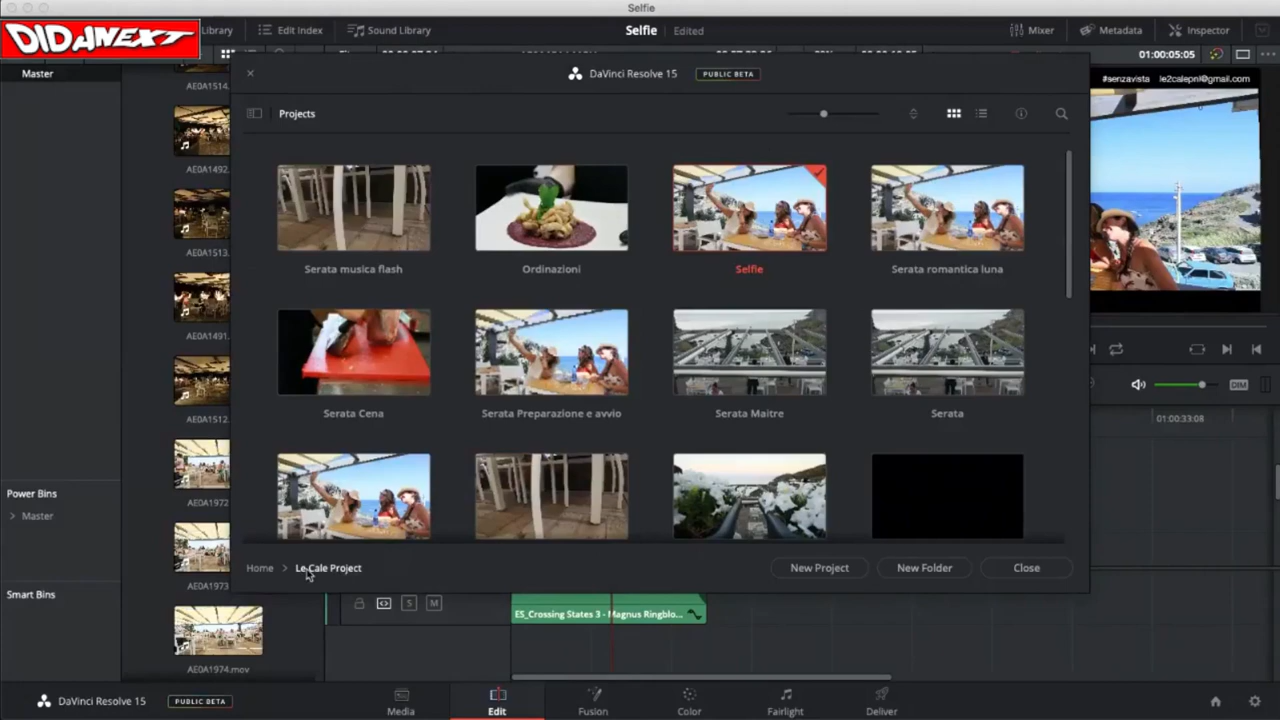 Selfie
DIDANEXT
Library
Edit Index
Sound Library
Selfie
Edited
Mixer
Metadata
Inspector
01:00:05:05
Master
DaVinci Resolve 15
PUBLIC BETA
#senzavista le2calepnl@gmail.com
AE0A1514.
Projects
AE0A1492.
AE0A1513.
AE0A1491.
AE0A1512.
AE0A1972
AE0A1973
AE0A1974.mov
Serata musica flash
Ordinazioni
Selfie
Serata romantica luna
Serata Cena
Serata Preparazione e avvio
Serata Maitre
Serata
DIM
01:00:33:08
Power Bins
Master
Smart Bins
Home > Le Cale Project
New Project
New Folder
Close
S M
ES_Crossing States 3 - Magnus Ringblo...
DaVinci Resolve 15
PUBLIC BETA
Media
Edit
Fusion
Color
Fairlight
Deliver